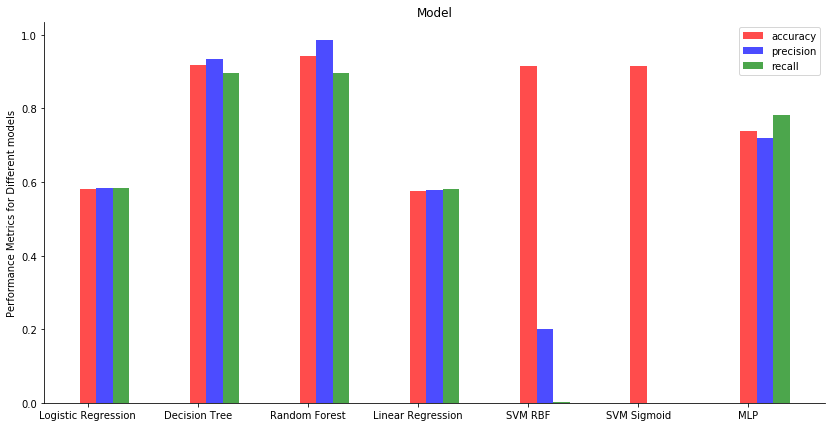 Model
accuracy
precision
recall
Performance Metrics for Different models
1.0
0.8
0.6
0.4
0.2
0.0
Logistic Regression Decision Tree Random Forest Linear Regression SVM RBF SVM Sigmoid MLP